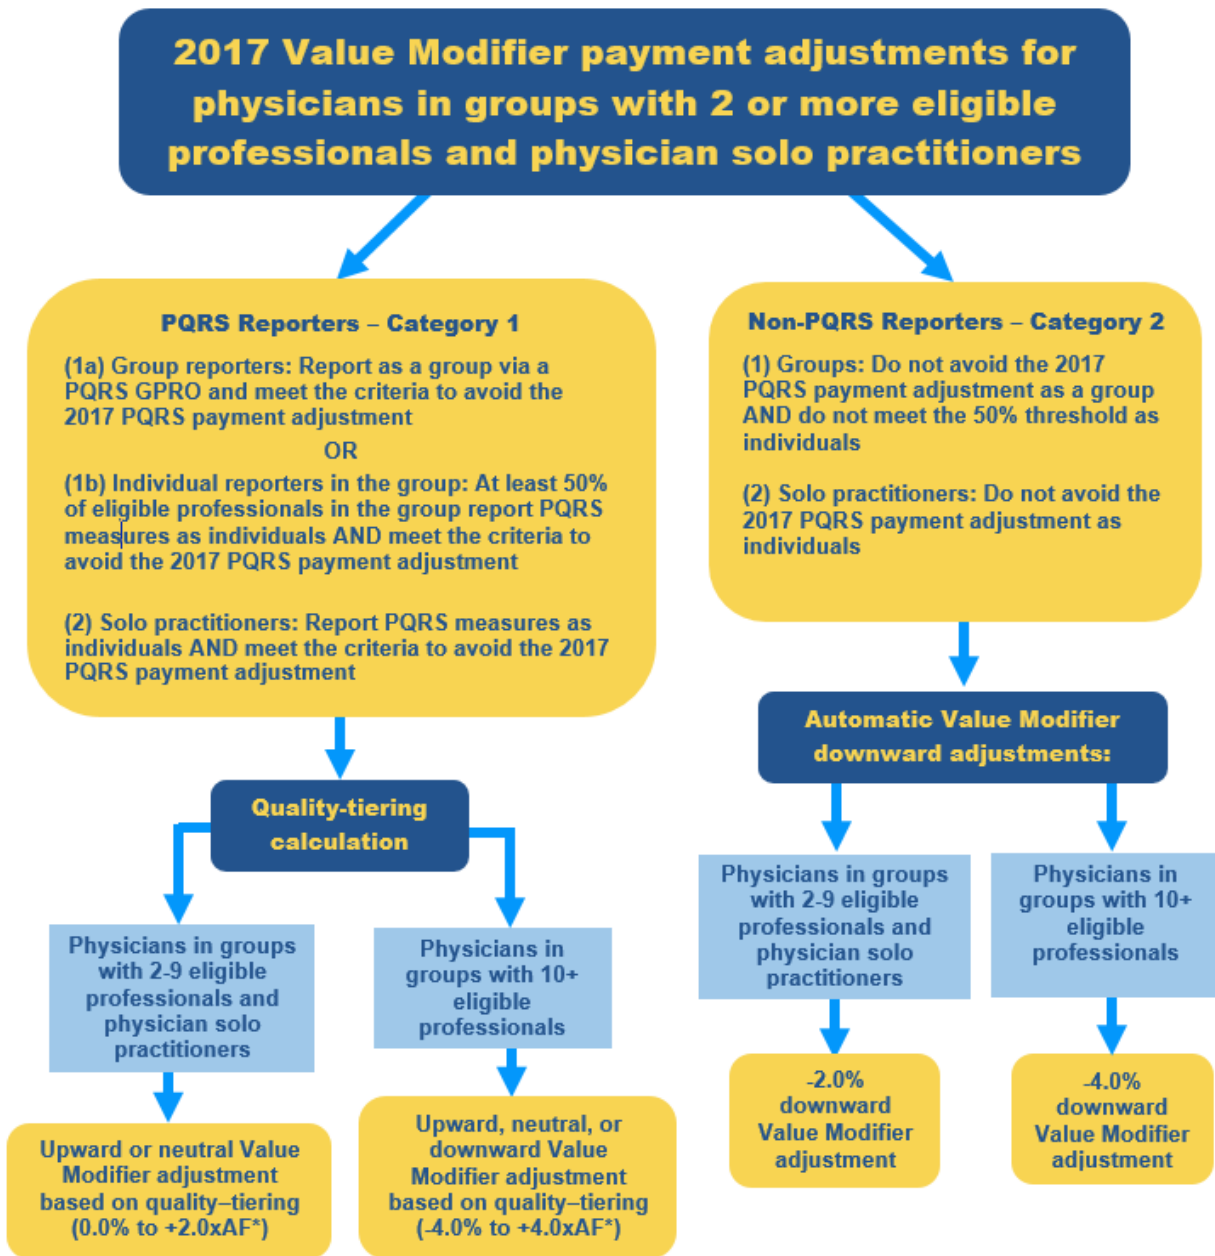 2017 Value Modifier payment adjustments for
physicians in groups with 2 or more eligible
professionals and physician solo practitioners
PQRS Reporters – Category 1
(1a) Group reporters: Report as a group via a
PQRS GPRO and meet the criteria to avoid the
2017 PQRS payment adjustment
OR
(1b) Individual reporters in the group: At least 50%
of eligible professionals in the group report PQRS
measures as individuals AND meet the criteria to
avoid the 2017 PQRS payment adjustment
(2) Solo practitioners: Report PQRS measures as
individuals AND meet the criteria to avoid the 2017
PQRS payment adjustment
Non-PQRS Reporters – Category 2
(1) Groups: Do not avoid the 2017
PQRS payment adjustment as a group
AND do not meet the 50% threshold as
individuals
(2) Solo practitioners: Do not avoid the
2017 PQRS payment adjustment as
individuals
Quality-tiering
calculation
Physicians in groups
with 2-9 eligible
professionals and
physician solo
practitioners
Physicians in
groups with 10+
eligible
professionals
Upward or neutral Value
Modifier adjustment
based on quality–tiering
(0.0% to +2.0xAF*)
Upward, neutral, or
downward Value
Modifier adjustment
based on quality–tiering
(-4.0% to +4.0xAF*)
Automatic Value Modifier
downward adjustments:
Physicians in groups
with 2-9 eligible
professionals and
physician solo
practitioners
Physicians in
groups with 10+
eligible
professionals
-2.0%
downward
Value Modifier
adjustment
-4.0%
downward
Value Modifier
adjustment